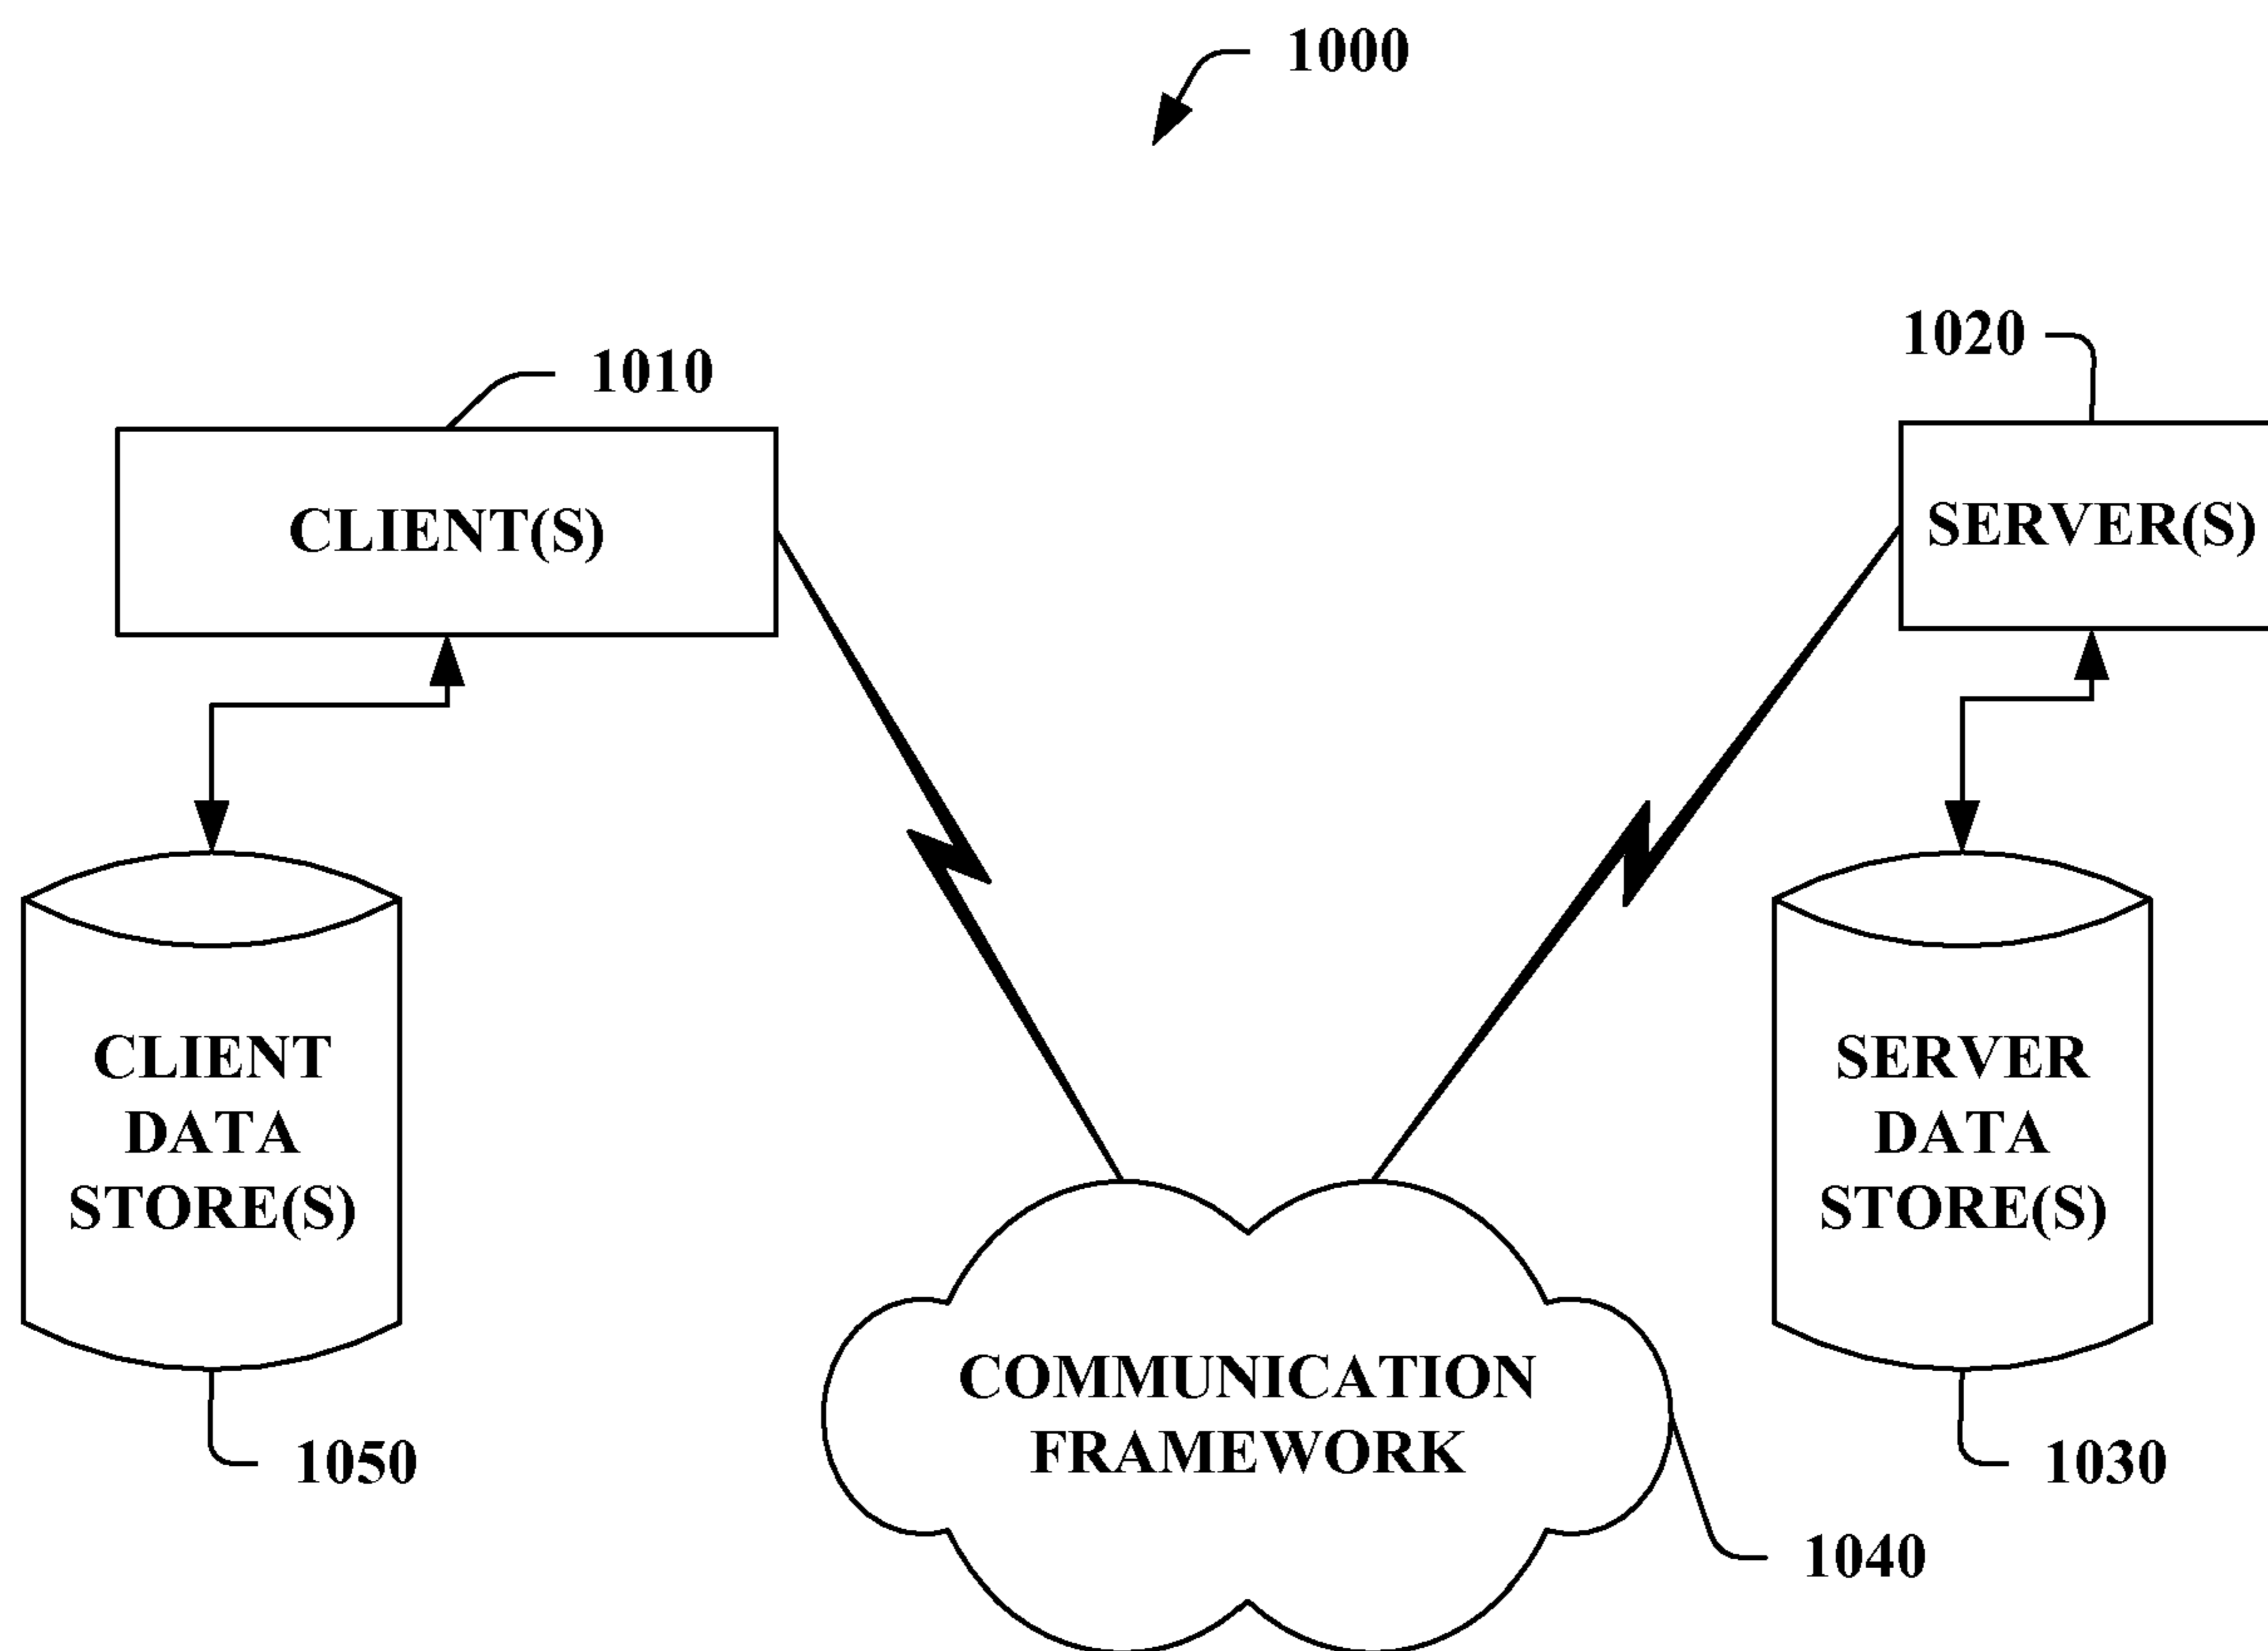 1000
1010
1020
CLIENT(S)
SERVER(S)
CLIENT
DATA
STORE(S)
SERVER
DATA
STORE(S)
COMMUNICATION
FRAMEWORK
1050
1030
1040